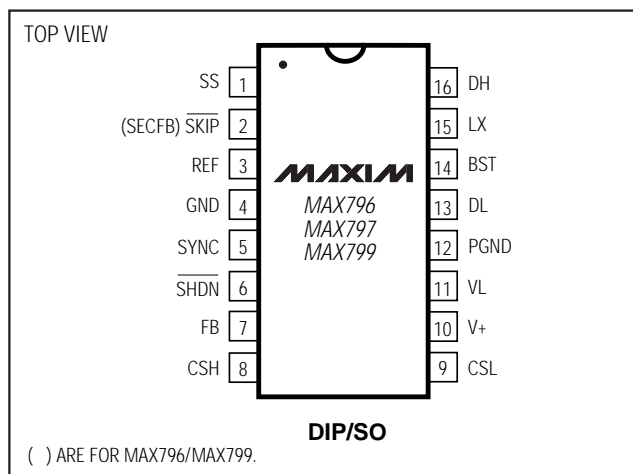 TOP VIEW
SS 1
(SECFB) SKIP 2
REF 3
GND 4
SYNC 5
SHDN 6
FB 7
CSH 8
MAXIM
MAX796
MAX797
MAX799
16 DH
15 LX
14 BST
13 DL
12 PGND
11 VL
10 V+
9 CSL
DIP/SO
( ) ARE FOR MAX796/MAX799.